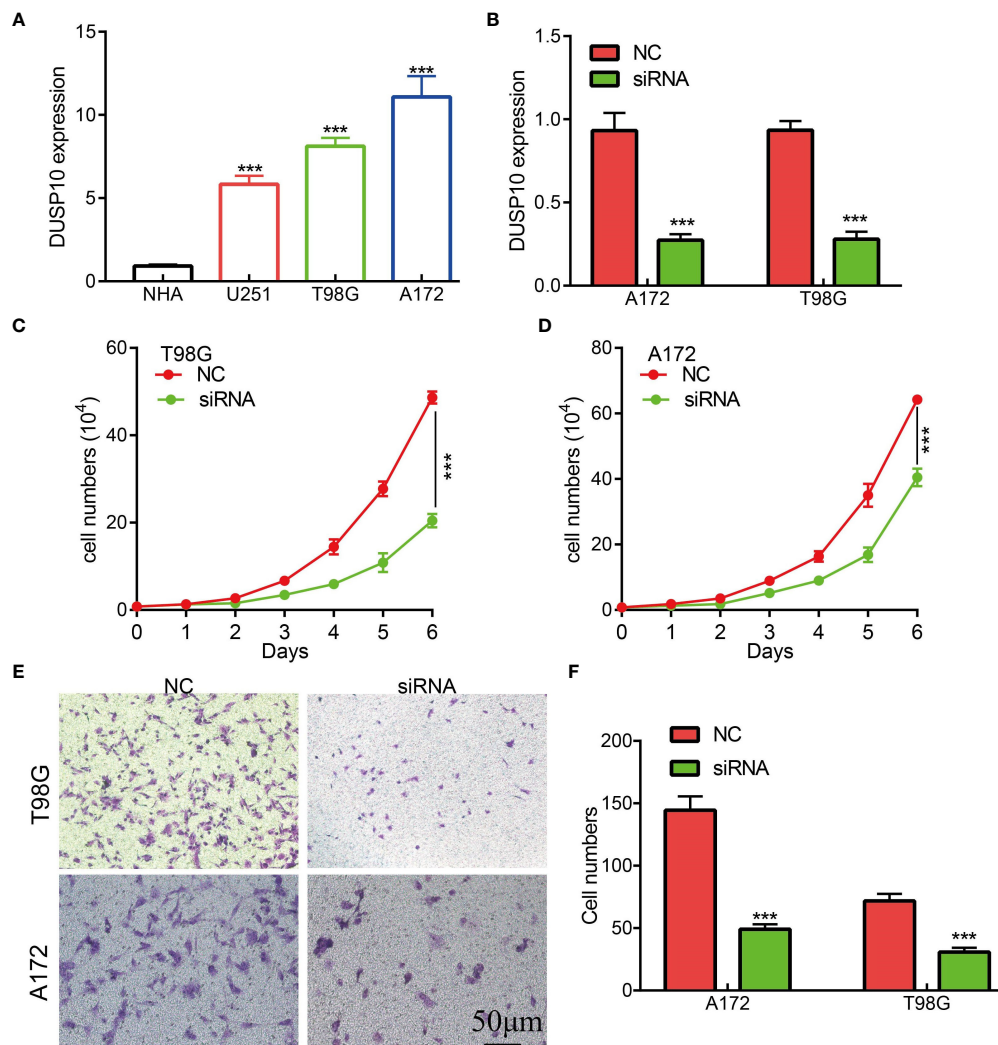 A
DUSP10 expression
15
10
5
0
***
***
***
NHA U251 T98G A172
B
DUSP10 expression
1.5
1.0
0.5
0.0
NC
siRNA
***
***
A172 T98G
C
cell numbers (10⁴)
60
40
20
0
T98G
NC
siRNA
***
0 1 2 3 4 5 6
Days
D
cell numbers (10⁴)
80
60
40
20
0
A172
NC
siRNA
***
0 1 2 3 4 5 6
Days
E
NC siRNA
T98G
A172
50μm
F
Cell numbers
200
150
100
50
0
NC
siRNA
***
***
A172 T98G